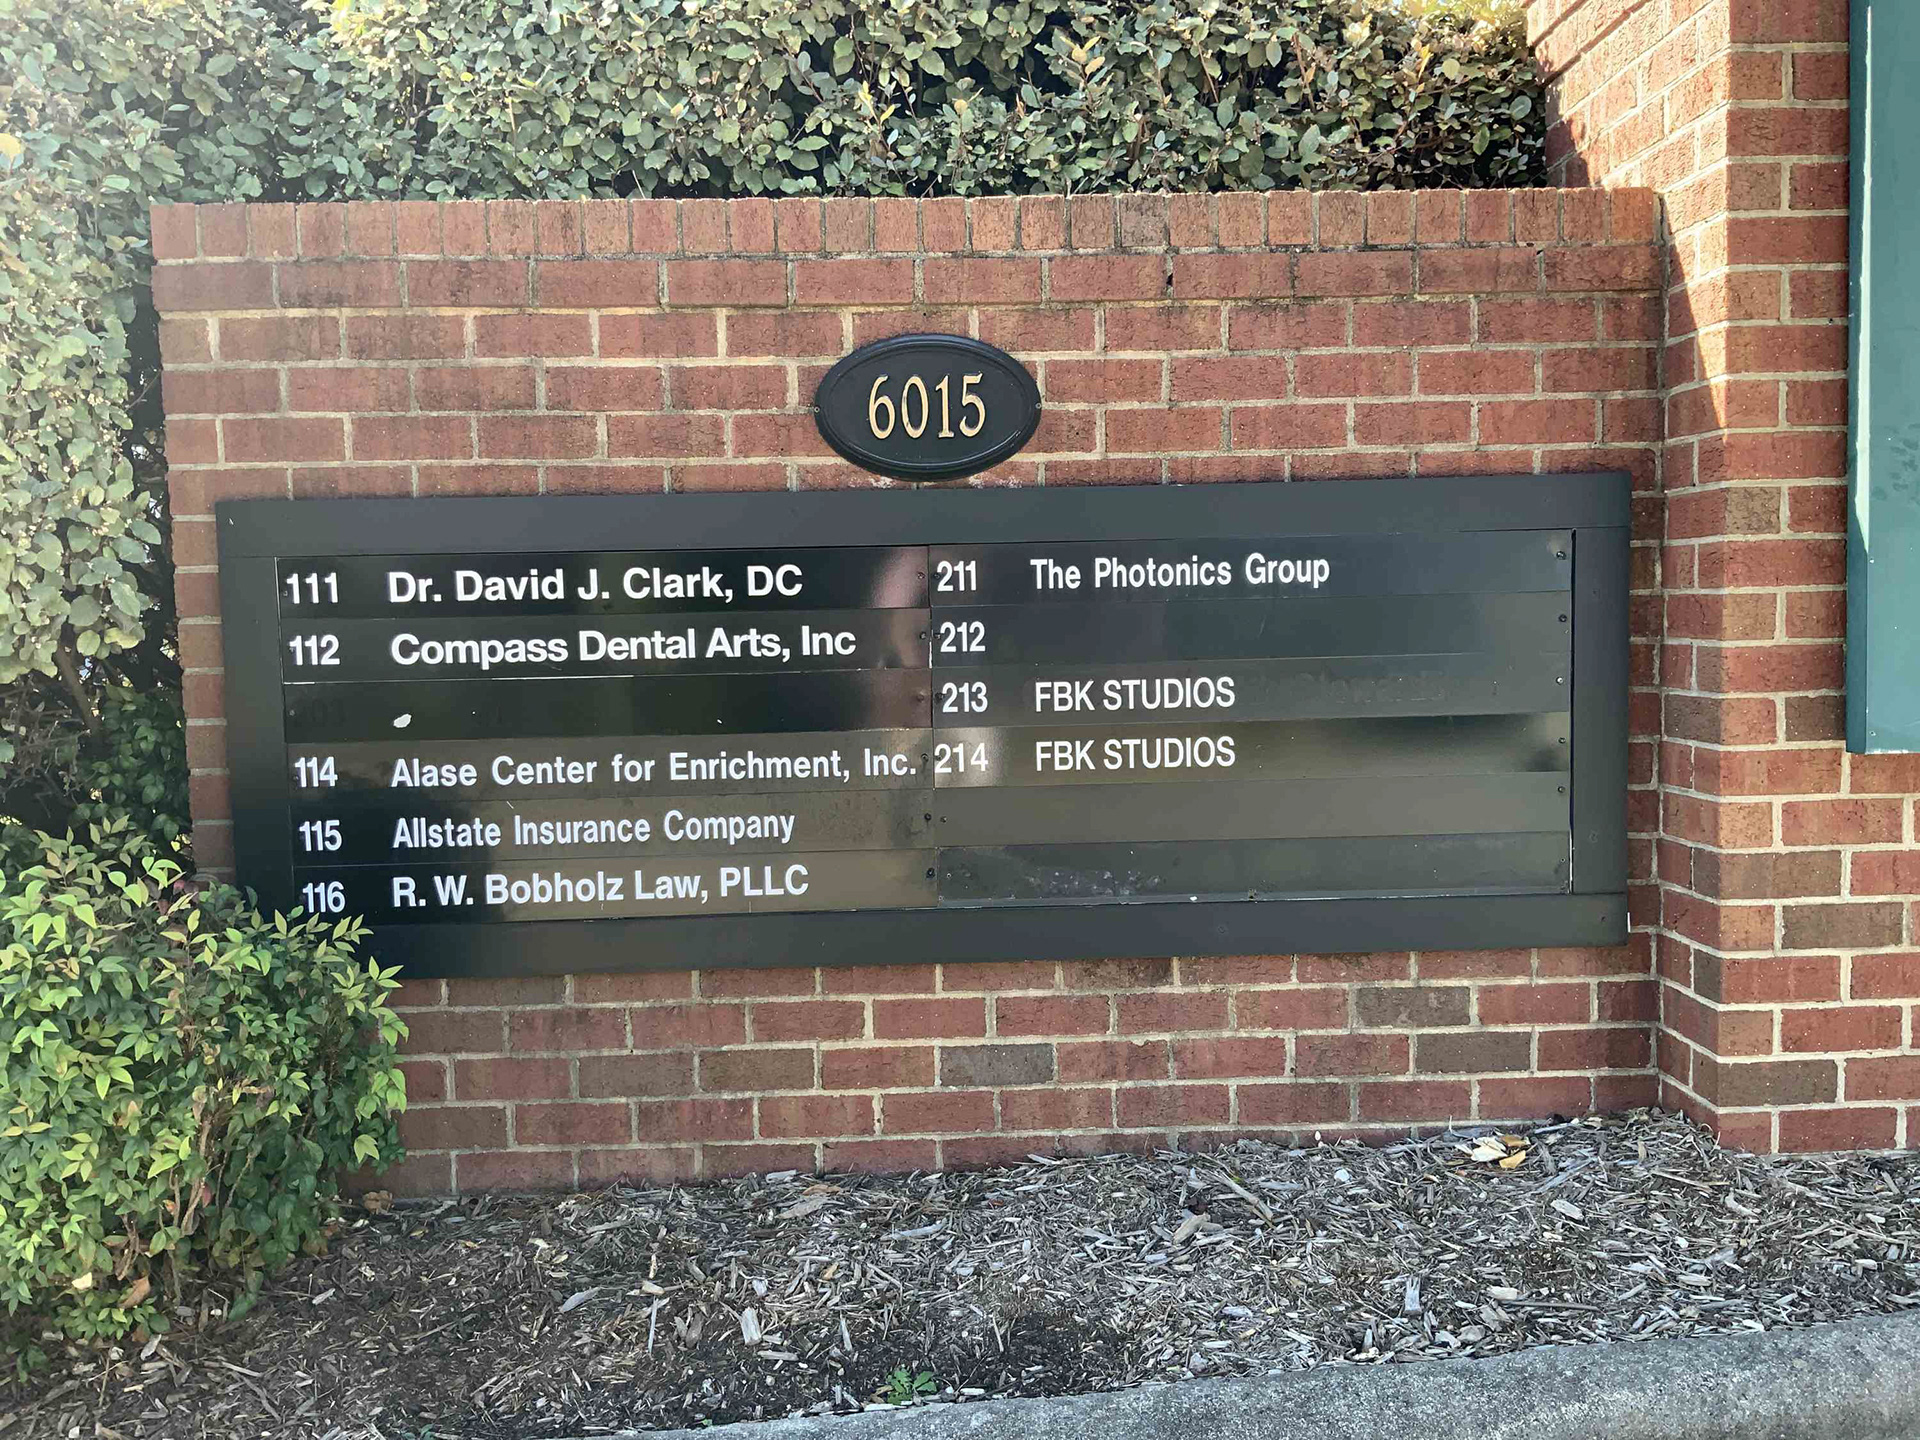 6015
111 Dr. David J. Clark, DC
112 Compass Dental Arts, Inc
114 Alase Center for Enrichment, Inc.
115 Allstate Insurance Company
116 R. W. Bobholz Law, PLLC
211 The Photonics Group
212
213 FBK STUDIOS
214 FBK STUDIOS